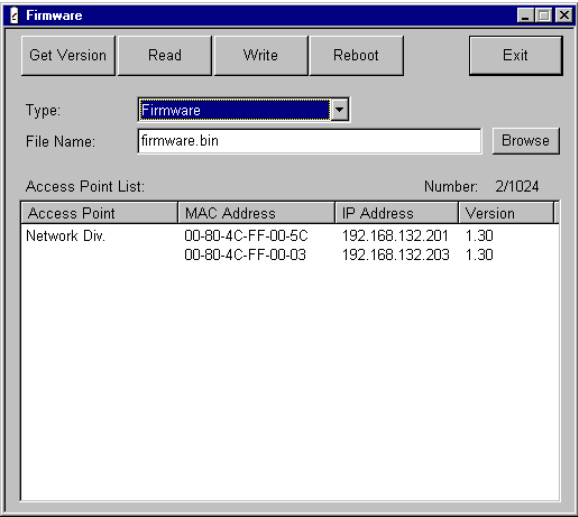 Firmware
Get Version Read Write Reboot Exit
Type: Firmware
File Name: firmware.bin Browse
Access Point List: Number: 2/1024
Access Point MAC Address IP Address Version
Network Div. 00-80-4C-FF-00-5C 192.168.132.201 1.30
00-80-4C-FF-00-03 192.168.132.203 1.30